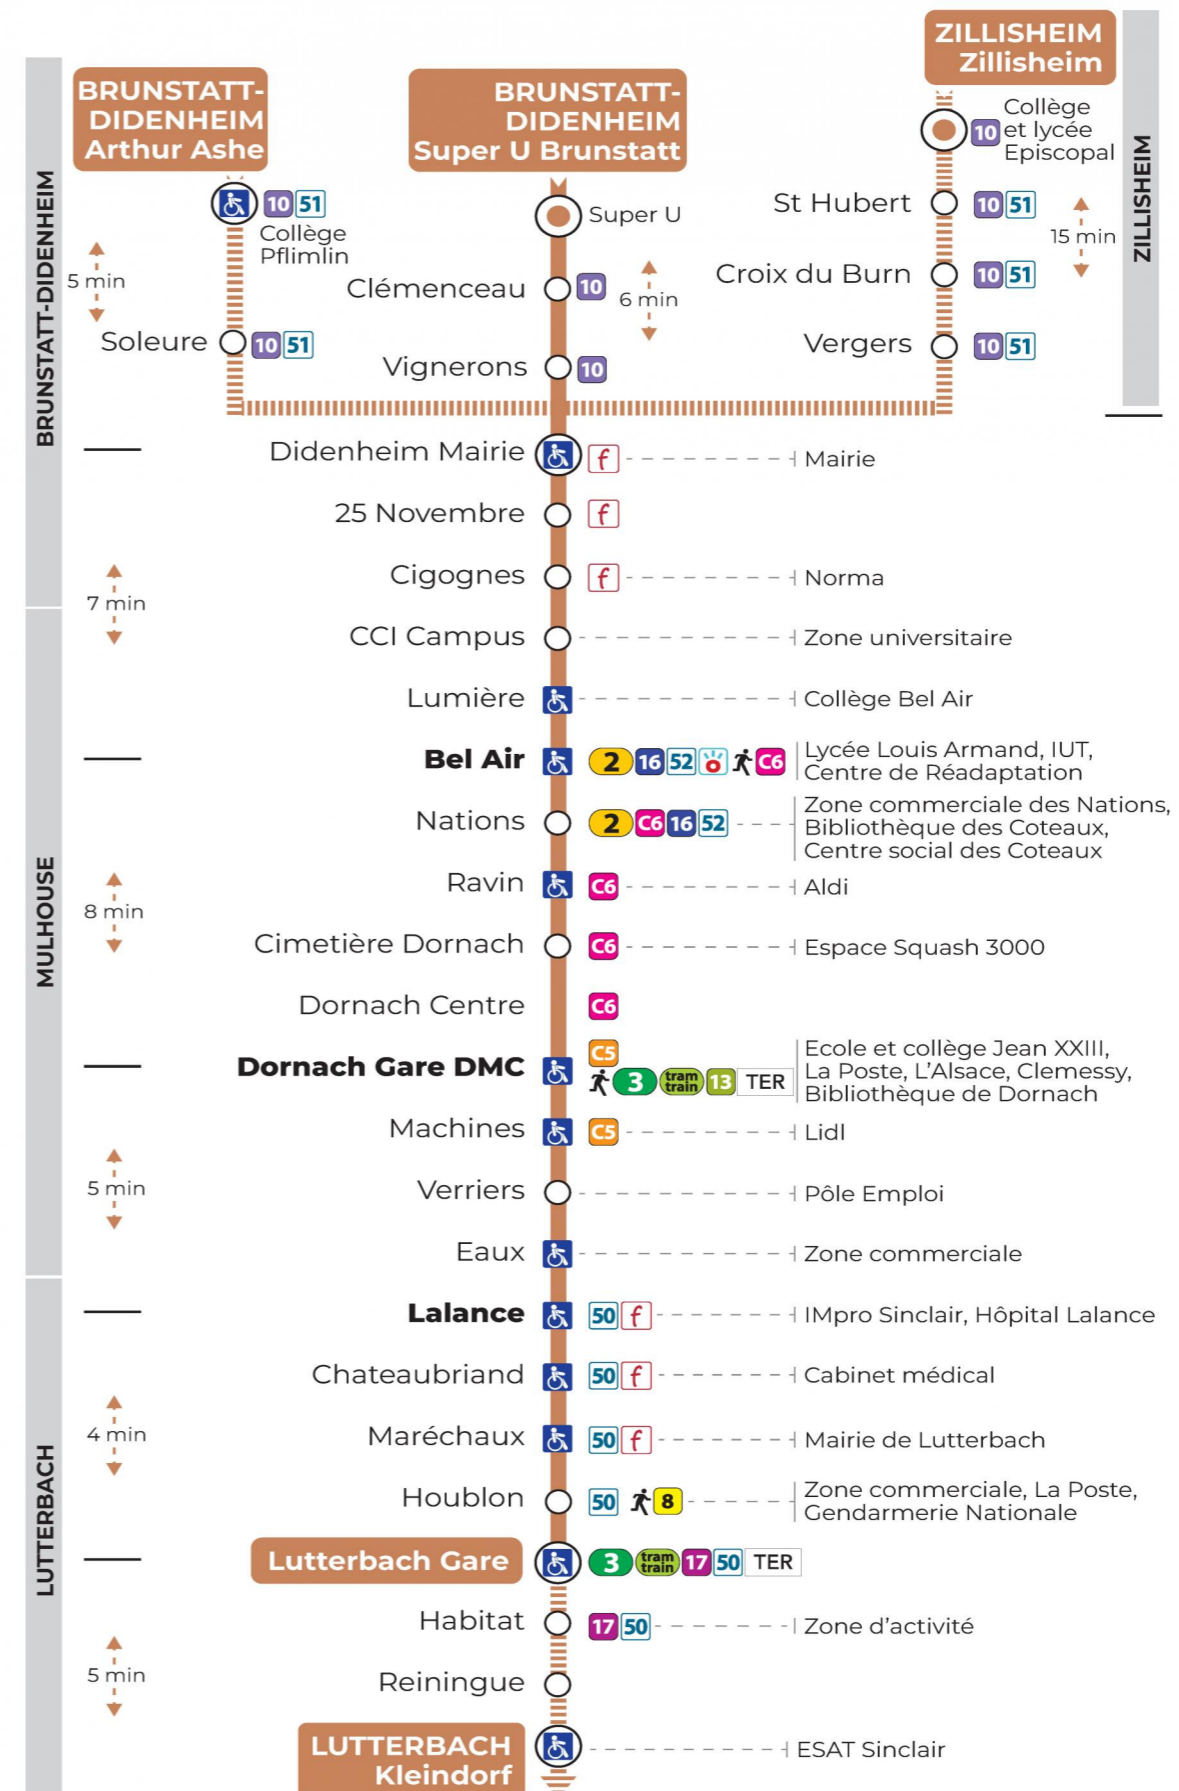 ZILLISHEIM
Zillisheim
BRUNSTATT-
DIDENHEIM
Arthur Ashe
BRUNSTATT-
DIDENHEIM
Super U Brunstatt
10
Collège
et lycée
Episcopal
ZILLISHEIM
BRUNSTATT-DIDENHEIM
10 51
Collège
Pflimlin
Super U
St Hubert
10 51
15 min
5 min
Clémenceau
10
6 min
Croix du Burn
10 51
Soleure
10 51
Vignerons
10
Vergers
10 51
Didenheim Mairie
f
Mairie
25 Novembre
f
Cigognes
f
Norma
7 min
CCI Campus
Zone universitaire
Lumière
Collège Bel Air
MULHOUSE
Bel Air
2 16 52 C6
Lycée Louis Armand, IUT,
Centre de Réadaptation
Nations
2 C6 16 52
Zone commerciale des Nations,
Bibliothèque des Coteaux,
Centre social des Coteaux
Ravin
C6
Aldi
8 min
Cimetière Dornach
C6
Espace Squash 3000
Dornach Centre
C6
Dornach Gare DMC
C5
3 tram train 13 TER
Ecole et collège Jean XXIII,
La Poste, L'Alsace, Clemessy,
Bibliothèque de Dornach
Machines
C5
Lidl
5 min
Verriers
Pôle Emploi
Eaux
Zone commerciale
LUTTERBACH
Lalance
50 f
IMpro Sinclair, Hôpital Lalance
Chateaubriand
50 f
Cabinet médical
4 min
Maréchaux
50 f
Mairie de Lutterbach
Houblon
50 8
Zone commerciale, La Poste,
Gendarmerie Nationale
Lutterbach Gare
3 tram train 17 50 TER
Habitat
17 50
Zone d'activité
5 min
Reiningue
LUTTERBACH
Kleindorf
ESAT Sinclair